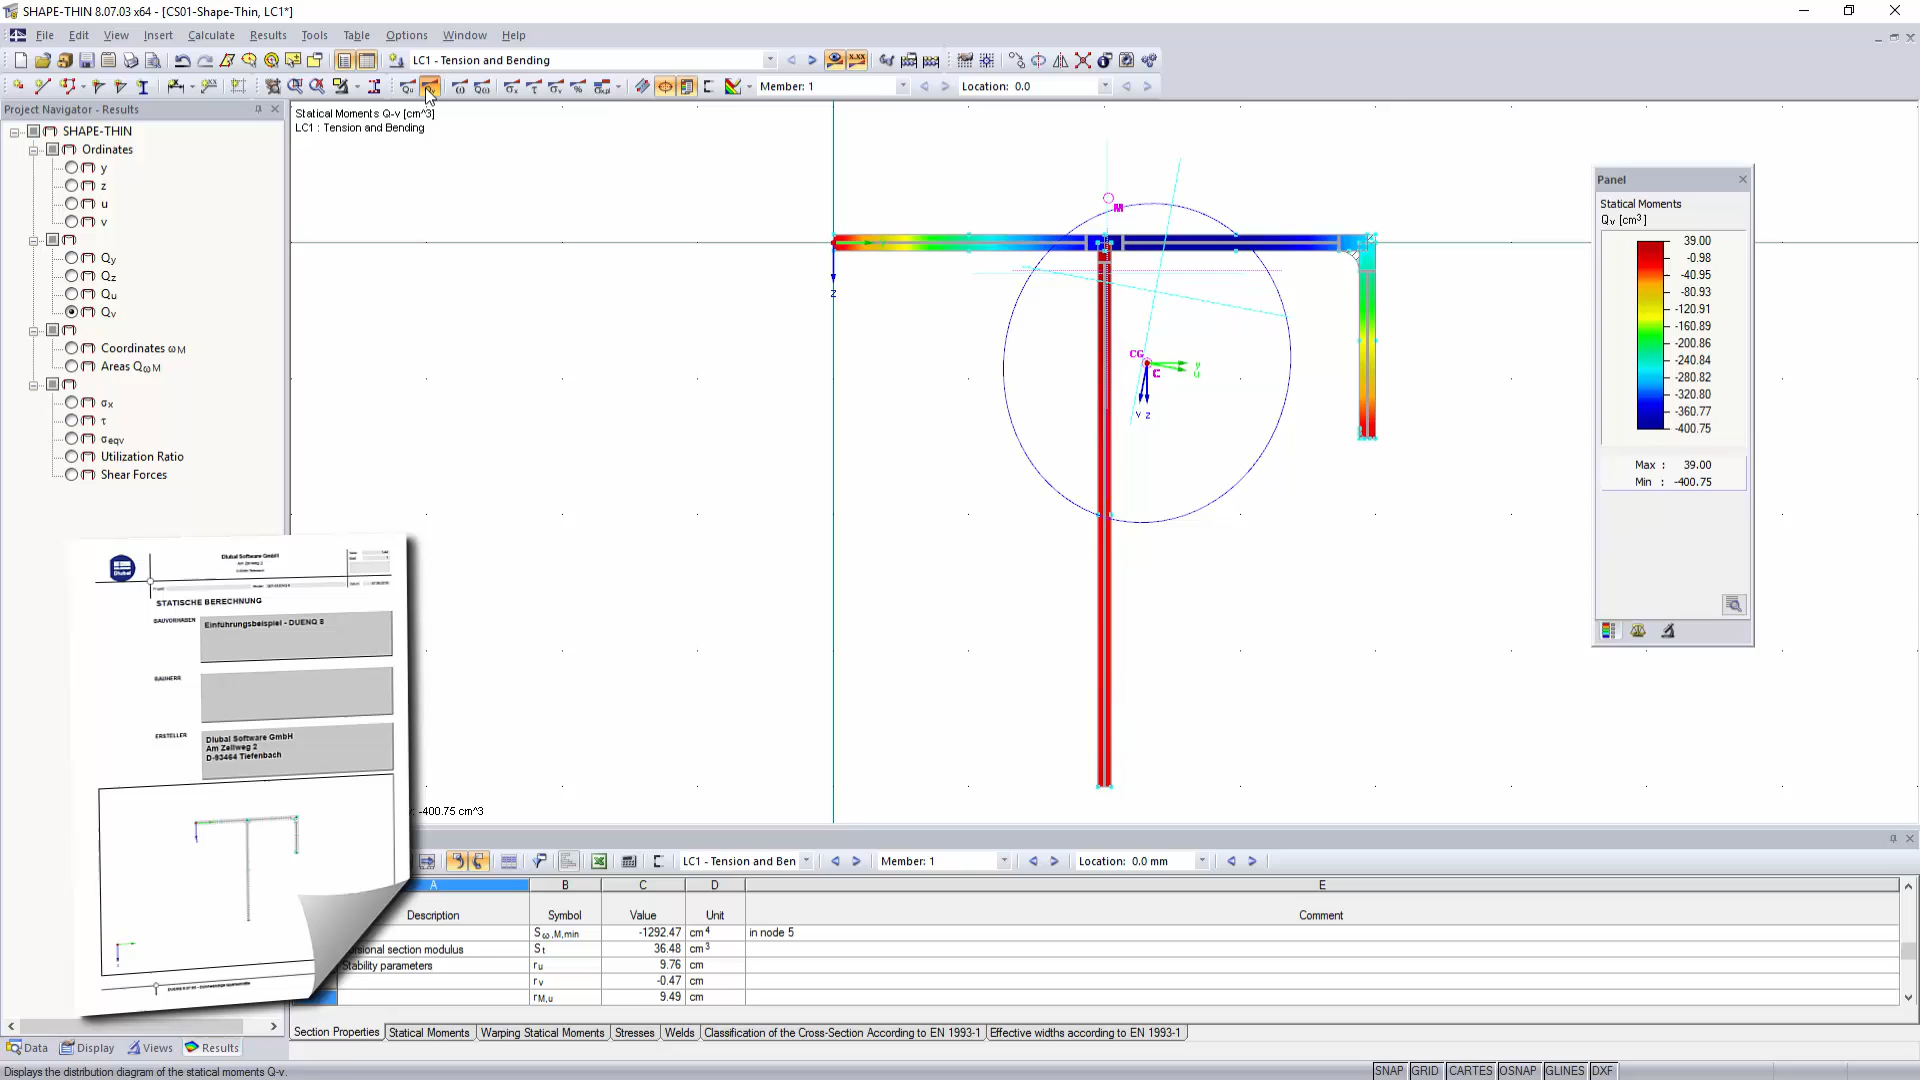 SHAPE-THIN 8.07.03 x64 - [CS01-Shape-Thin, LC1*]
File Edit View Insert Calculate Results Tools Table Options Window Help
LC1 - Tension and Bending
Member: 1
Location: 0.0
Project Navigator - Results
SHAPE-THIN
Ordinates
y
z
u
v
Qy
Qz
Qu
Qv
Coordinates ωM
Areas QωM
σx
τ
σeqv
Utilization Ratio
Shear Forces
Statical Moments Q-v [cm^3]
LC1 : Tension and Bending
M
z
CG
C
y
u
v z
Panel
Statical Moments
Qv [cm³]
39.00
-0.98
-40.95
-80.93
-120.91
-160.89
-200.86
-240.84
-280.82
-320.80
-360.77
-400.75
Max : 39.00
Min : -400.75
Dlubal
Dlubal Software GmbH
STATISCHE BERECHNUNG
BAUVORHABEN
Einführungsbeispiel - DUENQ 8
BAUHERR
ERSTELLER
Dlubal Software GmbH
Am Zellweg 2
D-93464 Tiefenbach
-400.75 cm^3
LC1 - Tension and Ben
Member: 1
Location: 0.0 mm
A B C D E
Description Symbol Value Unit Comment
Sω,M,min -1292.47 cm4 in node 5
sional section modulus St 36.48 cm3
Stability parameters ru 9.76 cm
rv -0.47 cm
rM,u 9.49 cm
Section Properties Statical Moments Warping Statical Moments Stresses Welds Classification of the Cross-Section According to EN 1993-1 Effective widths according to EN 1993-1
Data Display Views Results
Displays the distribution diagram of the statical moments Q-v.
SNAP GRID CARTES OSNAP GLINES DXF